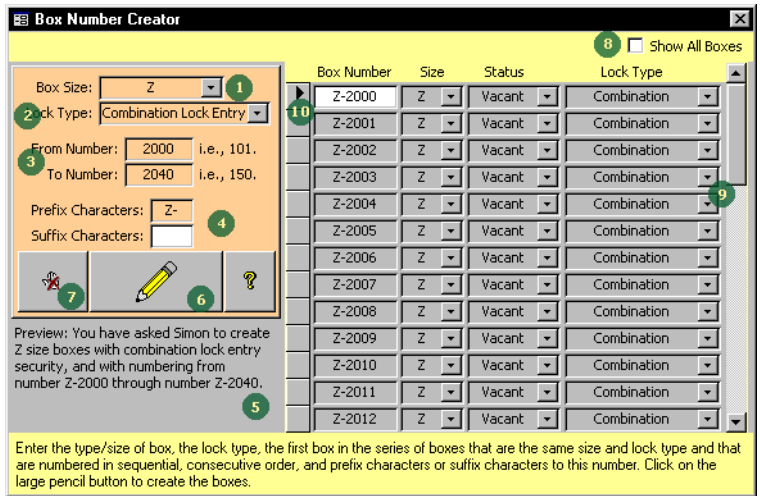 Box Number Creator
8 Show All Boxes
Box Size: Z 1
2 Lock Type: Combination Lock Entry
3 From Number: 2000 i.e., 101.
To Number: 2040 i.e., 150.
Prefix Characters: Z-
4
Suffix Characters:
7 6 ?
Preview: You have asked Simon to create
Z size boxes with combination lock entry
security, and with numbering from
number Z-2000 through number Z-2040.
5
Box Number Size Status Lock Type
10 Z-2000 Z Vacant Combination
Z-2001 Z Vacant Combination
Z-2002 Z Vacant Combination
Z-2003 Z Vacant Combination
9
Z-2004 Z Vacant Combination
Z-2005 Z Vacant Combination
Z-2006 Z Vacant Combination
Z-2007 Z Vacant Combination
Z-2008 Z Vacant Combination
Z-2009 Z Vacant Combination
Z-2010 Z Vacant Combination
Z-2011 Z Vacant Combination
Z-2012 Z Vacant Combination
Enter the type/size of box, the lock type, the first box in the series of boxes that are the same size and lock type and that
are numbered in sequential, consecutive order, and prefix characters or suffix characters to this number. Click on the
large pencil button to create the boxes.